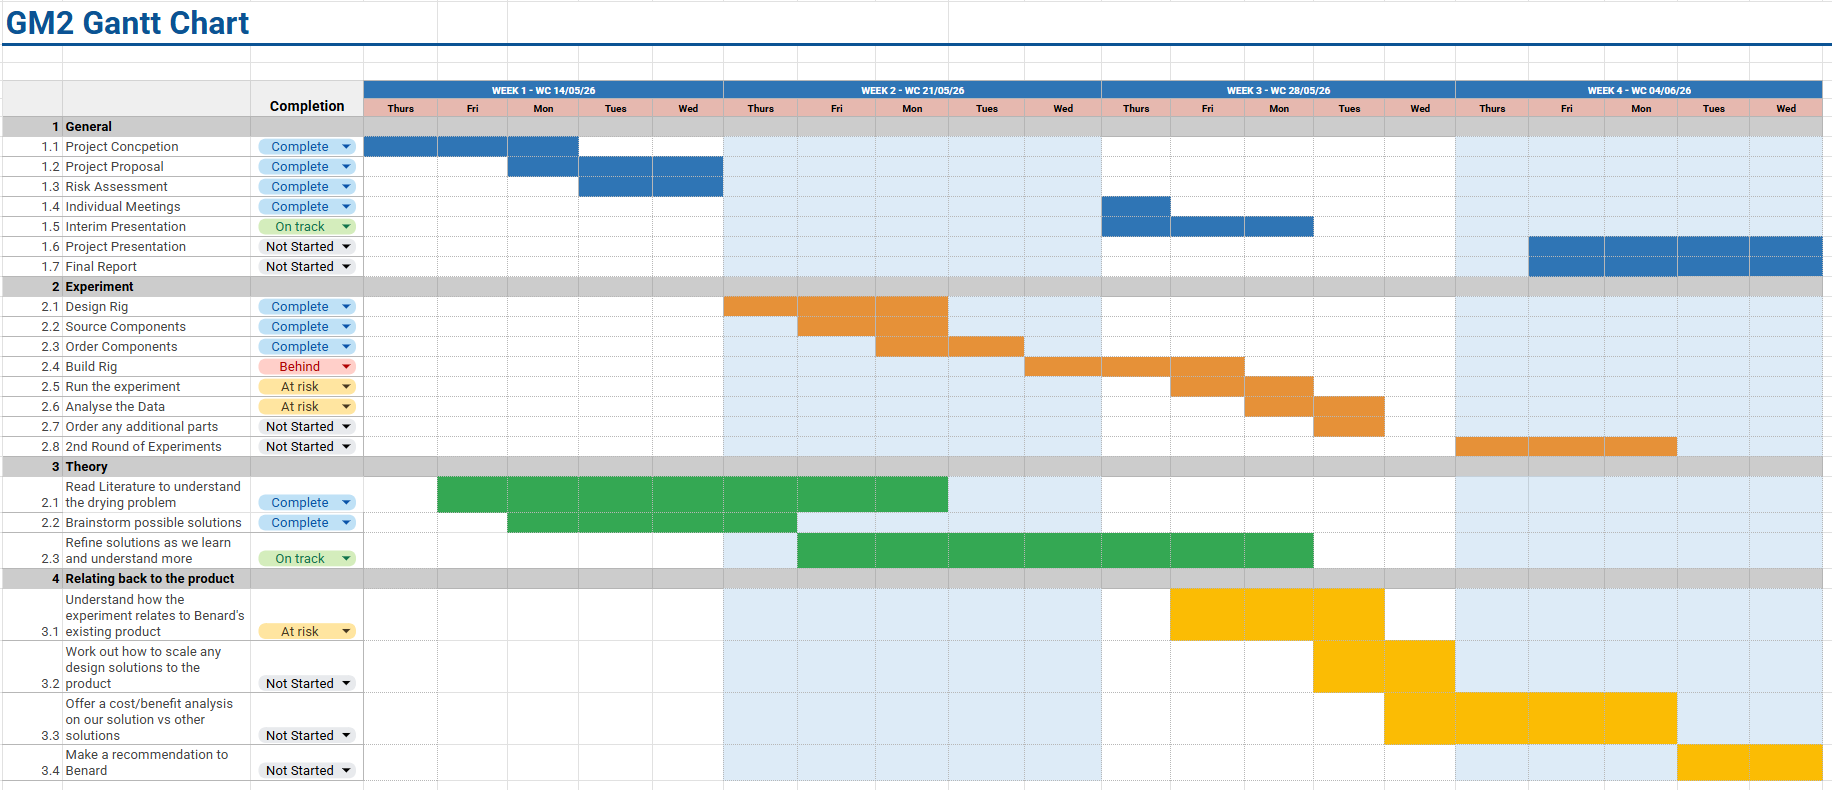 GM2 Gantt Chart
WEEK 1 - WC 14/05/26 WEEK 2 - WC 21/05/26 WEEK 3 - WC 28/05/26 WEEK 4 - WC 04/06/26
Completion Thurs Fri Mon Tues Wed Thurs Fri Mon Tues Wed Thurs Fri Mon Tues Wed Thurs Fri Mon Tues Wed
1 General
1.1 Project Concpetion Complete
1.2 Project Proposal Complete
1.3 Risk Assessment Complete
1.4 Individual Meetings Complete
1.5 Interim Presentation On track
1.6 Project Presentation Not Started
1.7 Final Report Not Started
2 Experiment
2.1 Design Rig Complete
2.2 Source Components Complete
2.3 Order Components Complete
2.4 Build Rig Behind
2.5 Run the experiment At risk
2.6 Analyse the Data At risk
2.7 Order any additional parts Not Started
2.8 2nd Round of Experiments Not Started
3 Theory
Read Literature to understand
2.1 the drying problem Complete
2.2 Brainstorm possible solutions Complete
Refine solutions as we learn
2.3 and understand more On track
4 Relating back to the product
Understand how the
experiment relates to Benard's
3.1 existing product At risk
Work out how to scale any
design solutions to the
3.2 product Not Started
Offer a cost/benefit analysis
on our solution vs other
3.3 solutions Not Started
Make a recommendation to
3.4 Benard Not Started